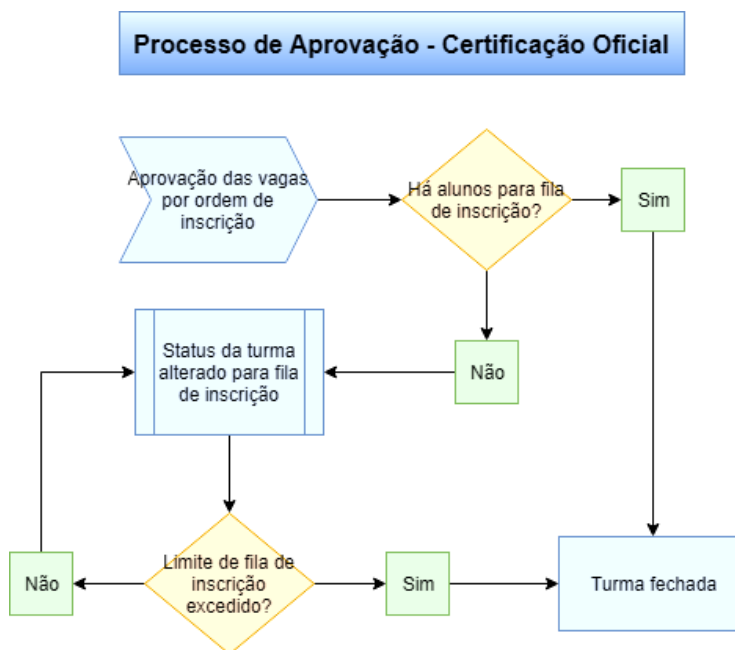 Processo de Aprovação - Certificação Oficial
Aprovação das vagas
por ordem de
inscrição
Há alunos para fila
de inscrição?
Sim
Status da turma
alterado para fila
de inscrição
Não
Não
Limite de fila de
inscrição
excedido?
Sim
Turma fechada